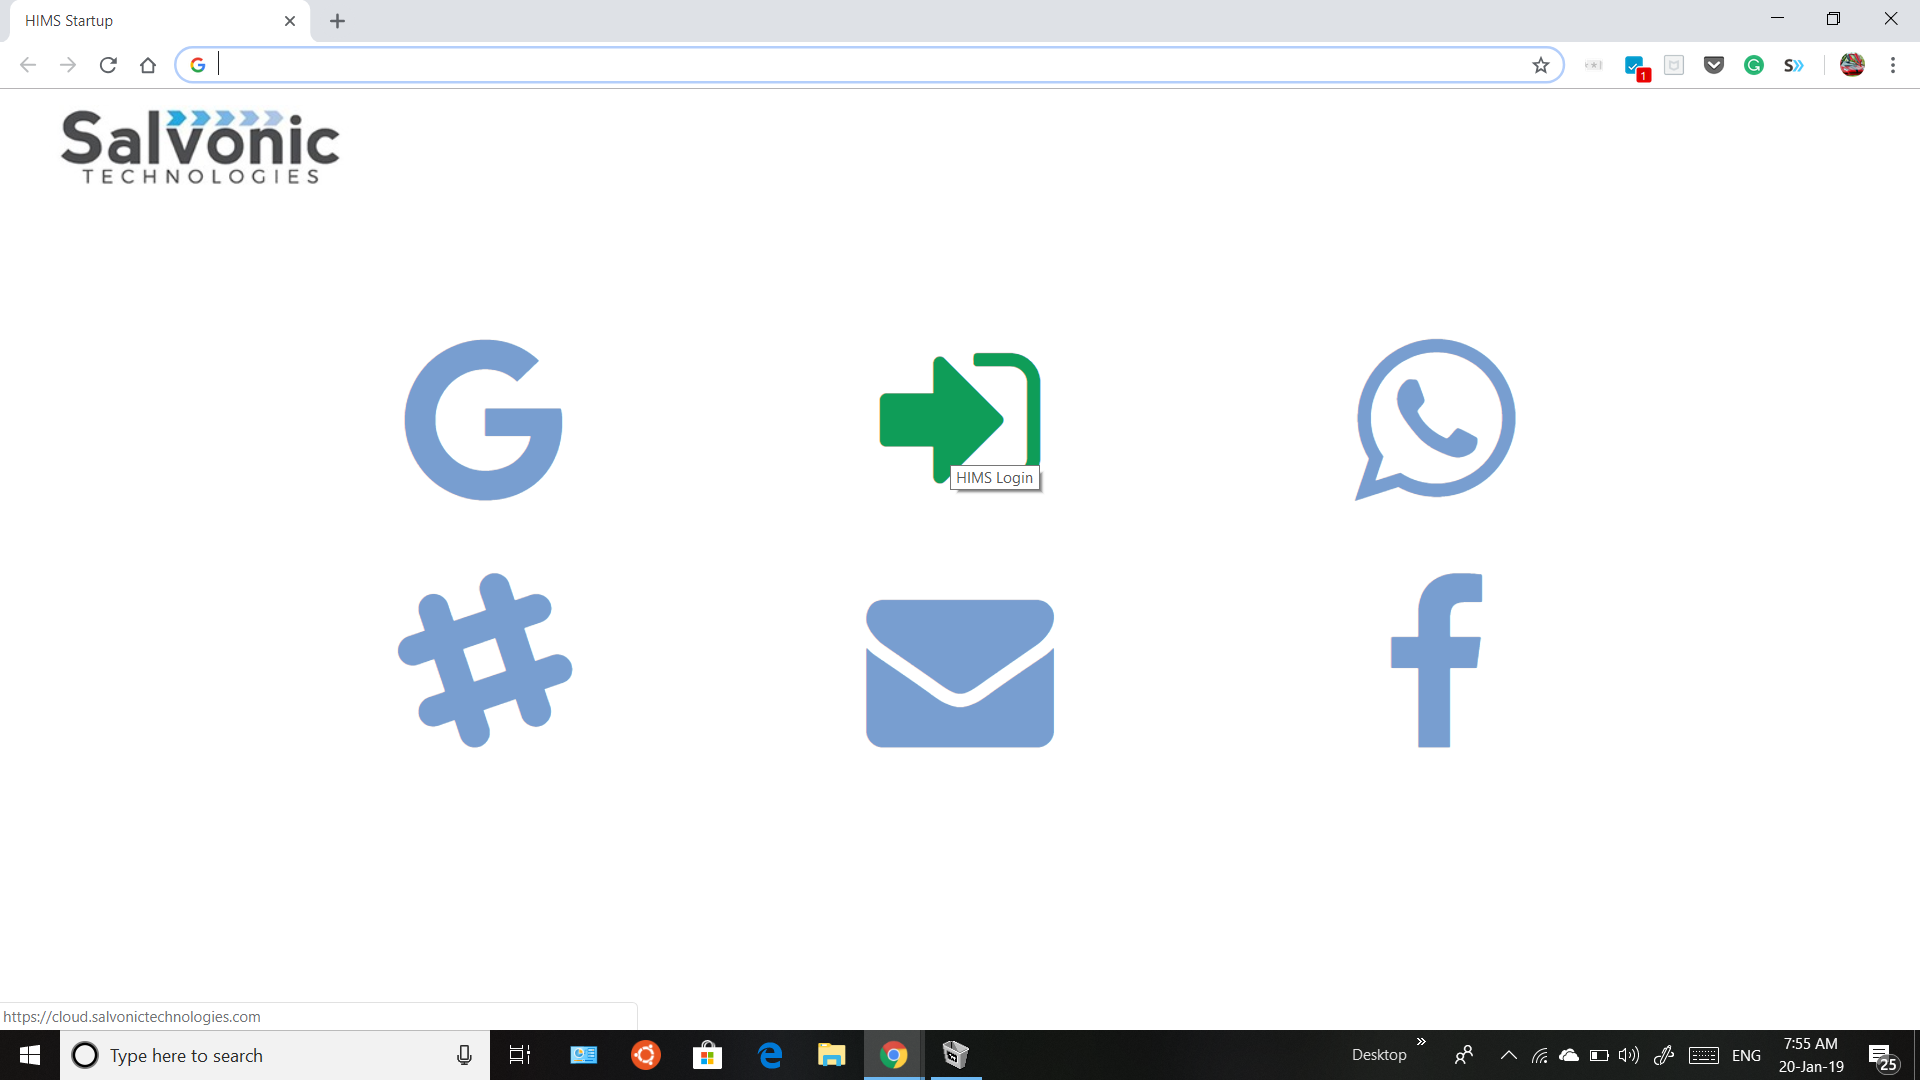 HIMS Startup
1
Salvonic
TECHNOLOGIES
HIMS Login
https://cloud.salvonictechnologies.com
Type here to search
Desktop
ENG
7:55 AM
20-Jan-19
25